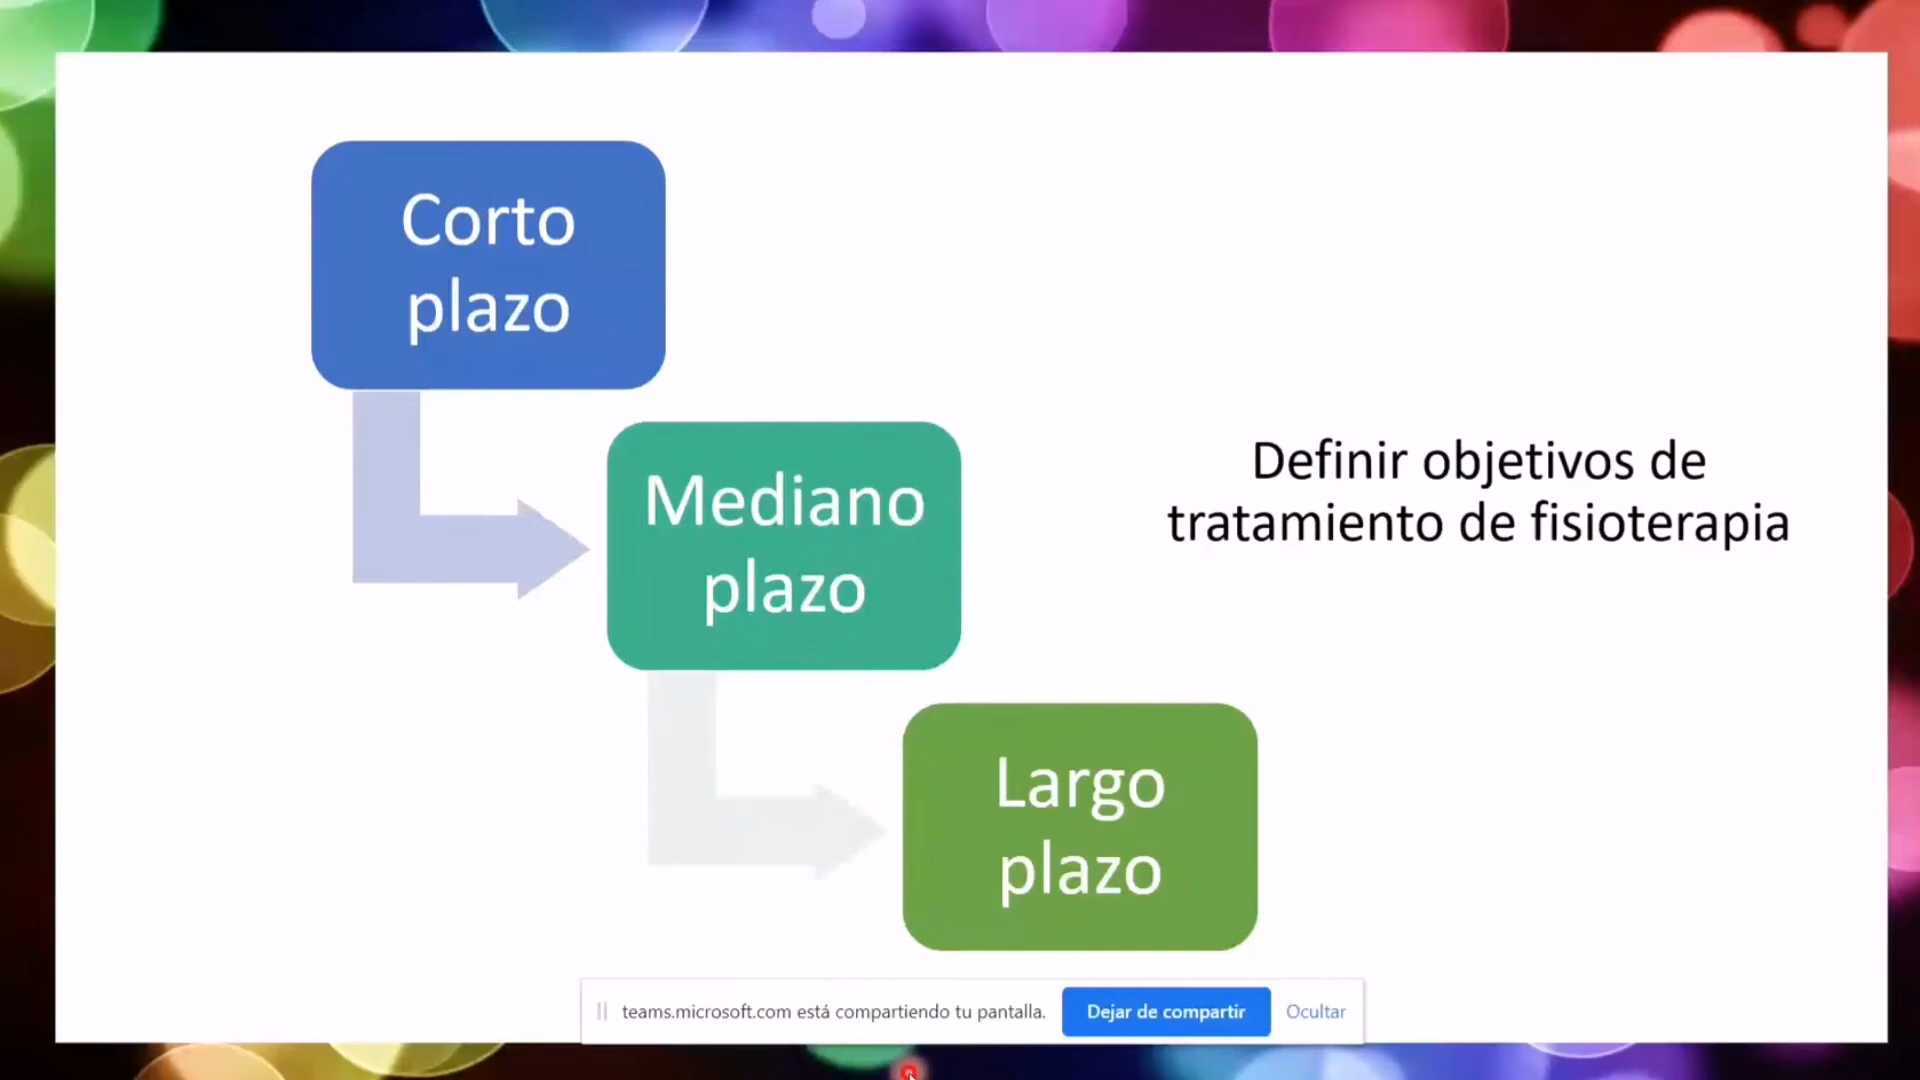 Corto
plazo
Mediano
plazo
Largo
plazo
Definir objetivos de
tratamiento de fisioterapia
teams.microsoft.com está compartiendo tu pantalla.
Dejar de compartir
Ocultar